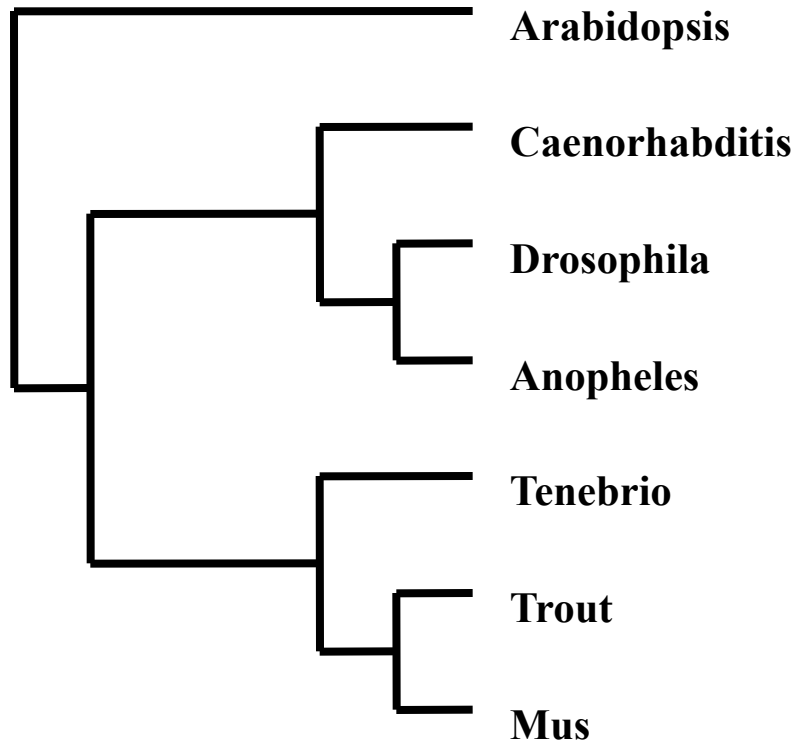 Arabidopsis
Caenorhabditis
Drosophila
Anopheles
Tenebrio
Trout
Mus